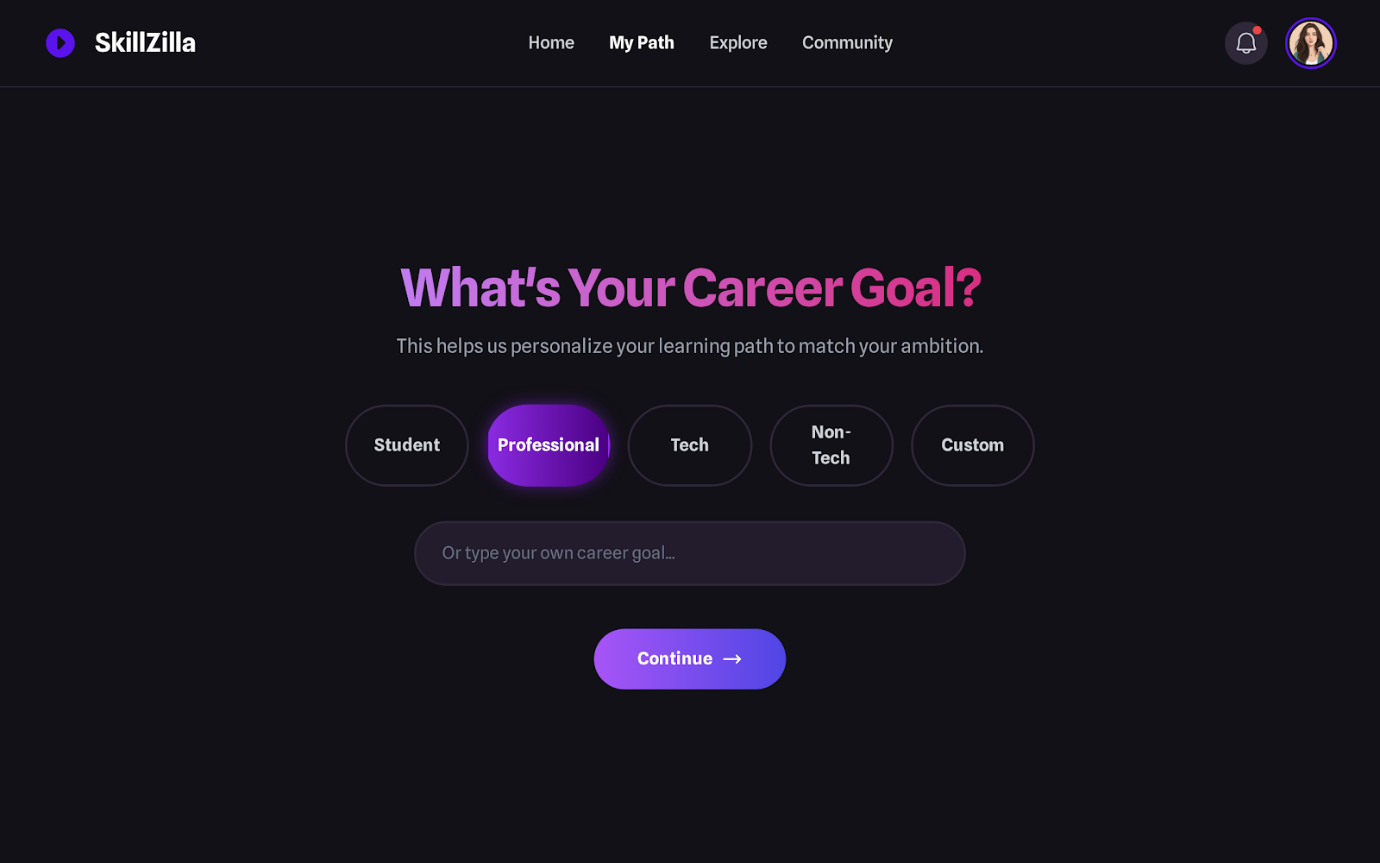 SkillZilla
Home
My Path
Explore
Community
What's Your Career Goal?
This helps us personalize your learning path to match your ambition.
Student
Professional
Tech
Non-
Tech
Custom
Or type your own career goal...
Continue →